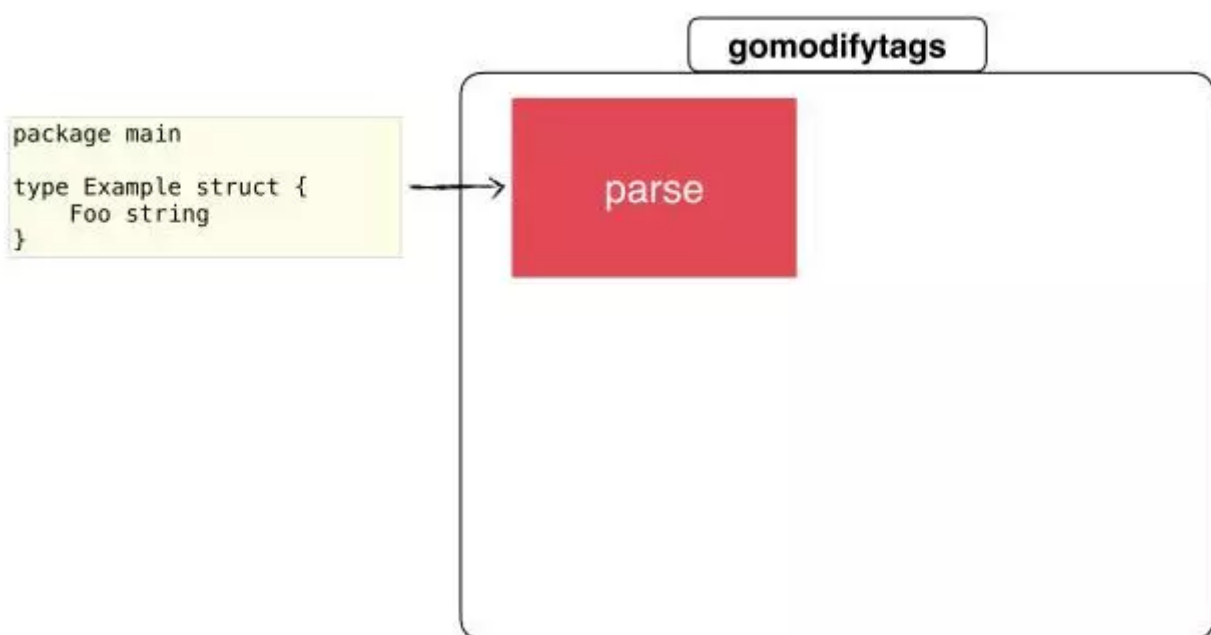 gomodifytags
package main
type Example struct {
    Foo string
}
parse